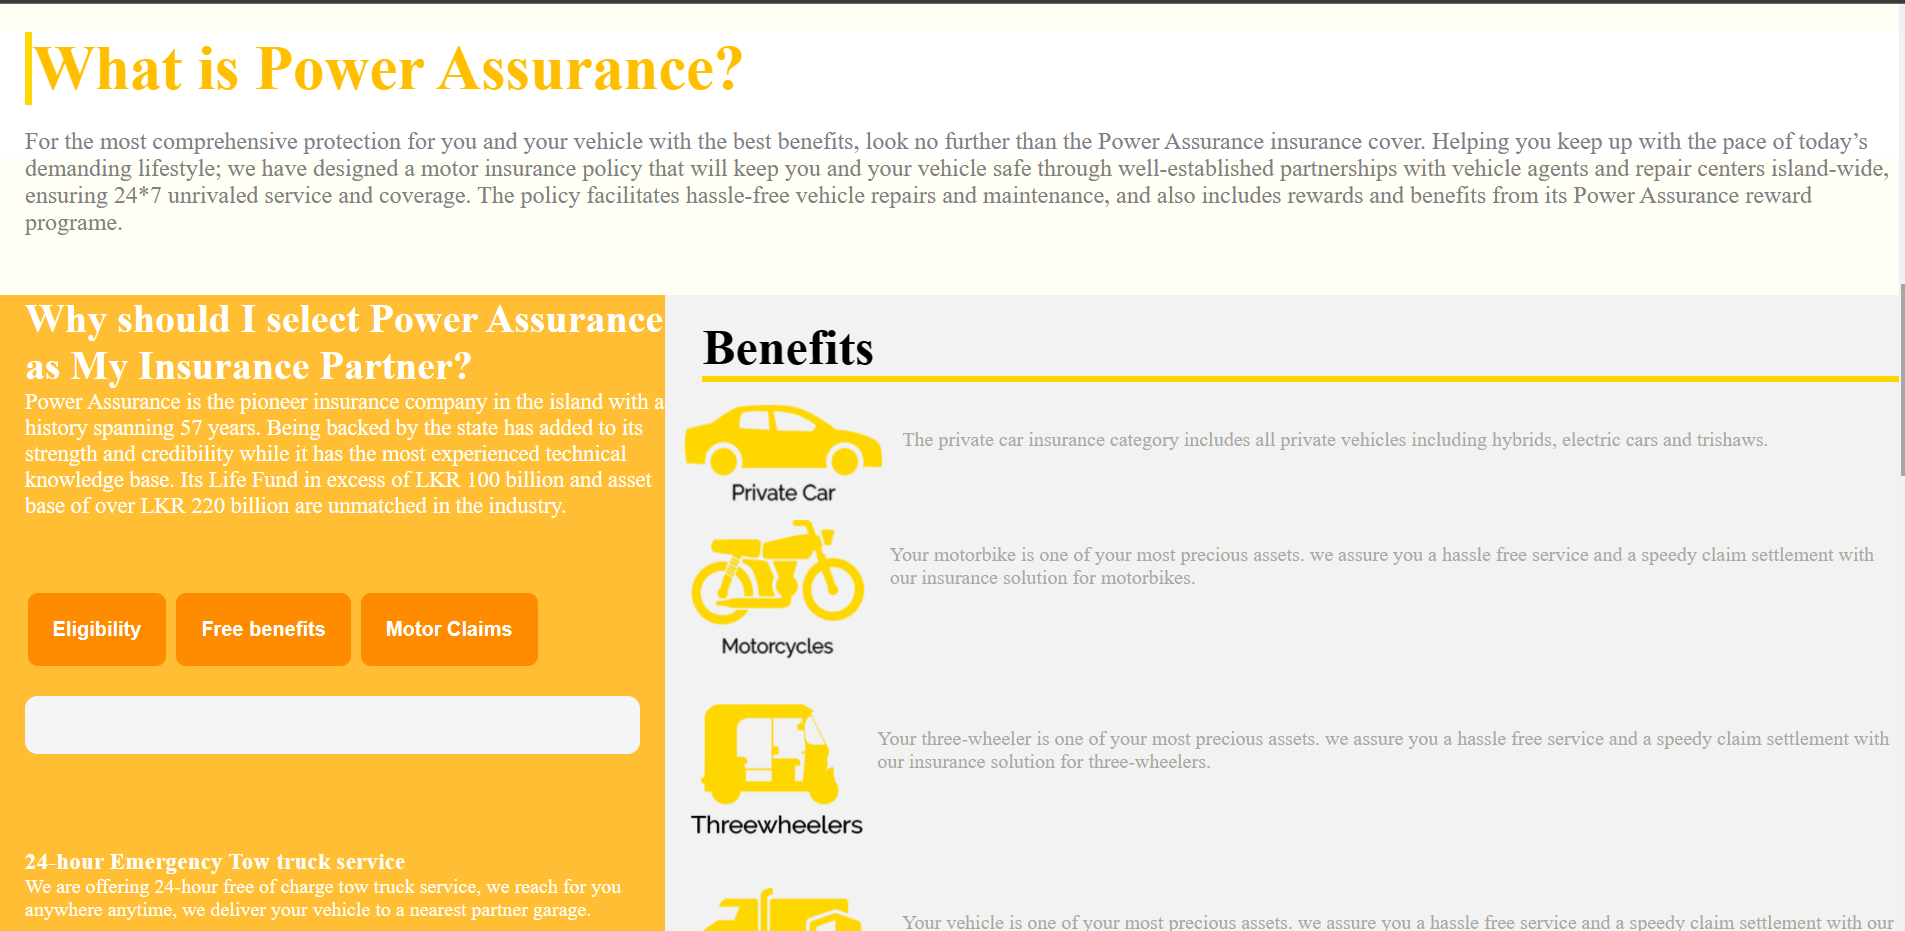 What is Power Assurance?
For the most comprehensive protection for you and your vehicle with the best benefits, look no further than the Power Assurance insurance cover. Helping you keep up with the pace of today’s
demanding lifestyle; we have designed a motor insurance policy that will keep you and your vehicle safe through well-established partnerships with vehicle agents and repair centers island-wide,
ensuring 24*7 unrivaled service and coverage. The policy facilitates hassle-free vehicle repairs and maintenance, and also includes rewards and benefits from its Power Assurance reward
programe.
Why should I select Power Assurance
as My Insurance Partner?
Power Assurance is the pioneer insurance company in the island with a
history spanning 57 years. Being backed by the state has added to its
strength and credibility while it has the most experienced technical
knowledge base. Its Life Fund in excess of LKR 100 billion and asset
base of over LKR 220 billion are unmatched in the industry.
Eligibility
Free benefits
Motor Claims
24-hour Emergency Tow truck service
We are offering 24-hour free of charge tow truck service, we reach for you
anywhere anytime, we deliver your vehicle to a nearest partner garage.
Benefits
The private car insurance category includes all private vehicles including hybrids, electric cars and trishaws.
Private Car
Your motorbike is one of your most precious assets. we assure you a hassle free service and a speedy claim settlement with
our insurance solution for motorbikes.
Motorcycles
Your three-wheeler is one of your most precious assets. we assure you a hassle free service and a speedy claim settlement with
our insurance solution for three-wheelers.
Threewheelers
Your vehicle is one of your most precious assets. we assure you a hassle free service and a speedy claim settlement with our